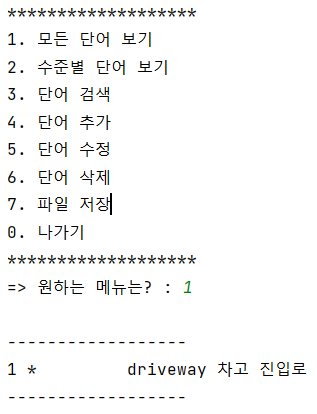 *******************
1. 모든 단어 보기
2. 수준별 단어 보기
3. 단어 검색
4. 단어 추가
5. 단어 수정
6. 단어 삭제
7. 파일 저장
0. 나가기
*******************
=> 원하는 메뉴는? : 1
------------------
1 *         driveway 차고 진입로
------------------